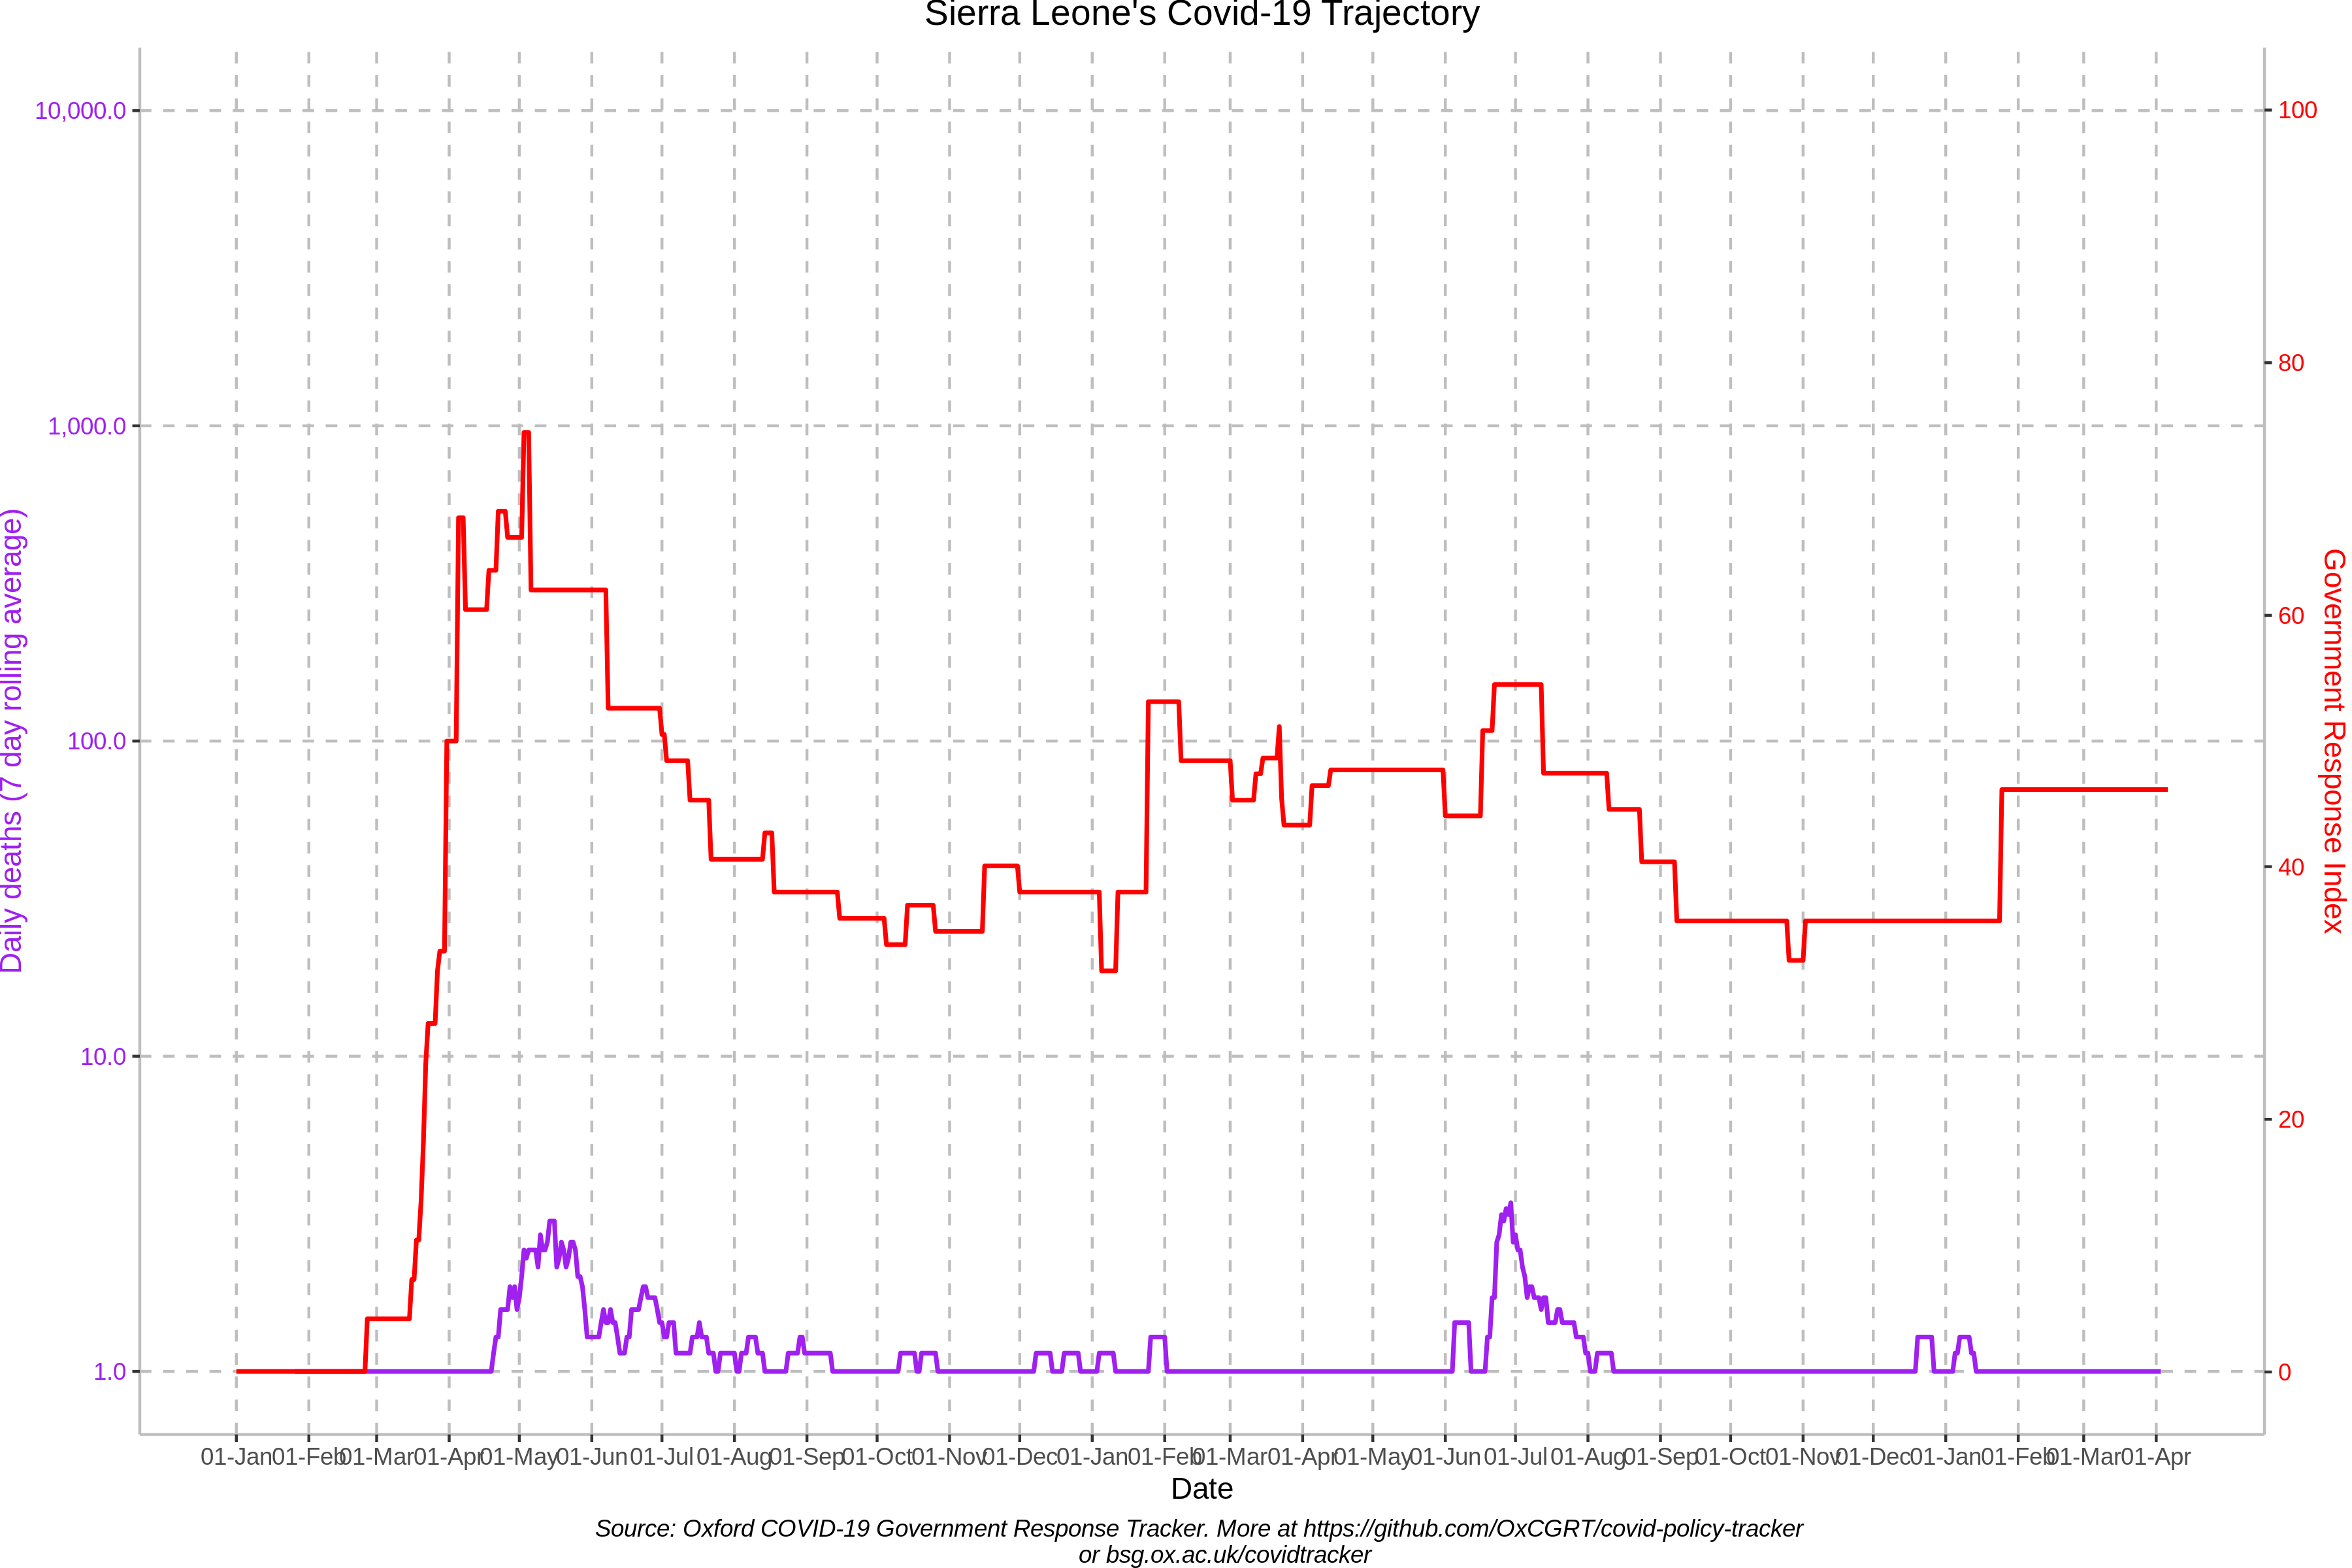 Sierra Leone's Covid-19 Trajectory
10,000.0
1,000.0
100.0
10.0
1.0
Daily deaths (7 day rolling average)
100
80
60
40
20
0
Government Response Index
01-Jan 01-Feb 01-Mar 01-Apr 01-May 01-Jun 01-Jul 01-Aug 01-Sep 01-Oct 01-Nov 01-Dec 01-Jan 01-Feb 01-Mar 01-Apr 01-May 01-Jun 01-Jul 01-Aug 01-Sep 01-Oct 01-Nov 01-Dec 01-Jan 01-Feb 01-Mar 01-Apr
Date
Source: Oxford COVID-19 Government Response Tracker. More at https://github.com/OxCGRT/covid-policy-tracker
or bsg.ox.ac.uk/covidtracker